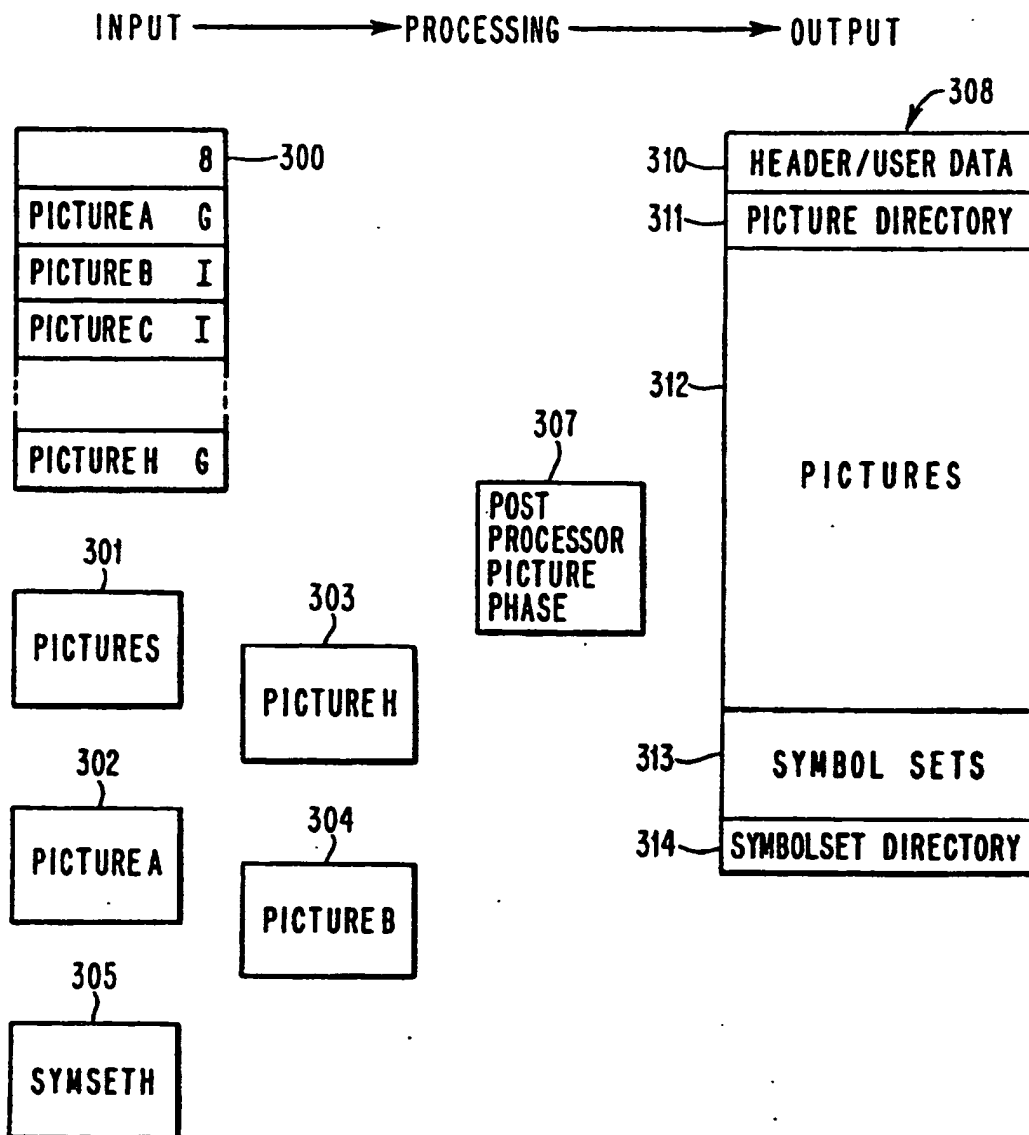 INPUT PROCESSING OUTPUT
308
8 300
PICTURE A G
PICTURE B I
PICTURE C I
PICTURE H G
310 HEADER/USER DATA
311 PICTURE DIRECTORY
312
PICTURES
307
POST
PROCESSOR
PICTURE
PHASE
301
PICTURES
303
PICTURE H
302
PICTURE A
304
PICTURE B
305
SYMSETH
313 SYMBOL SETS
314 SYMBOLSET DIRECTORY